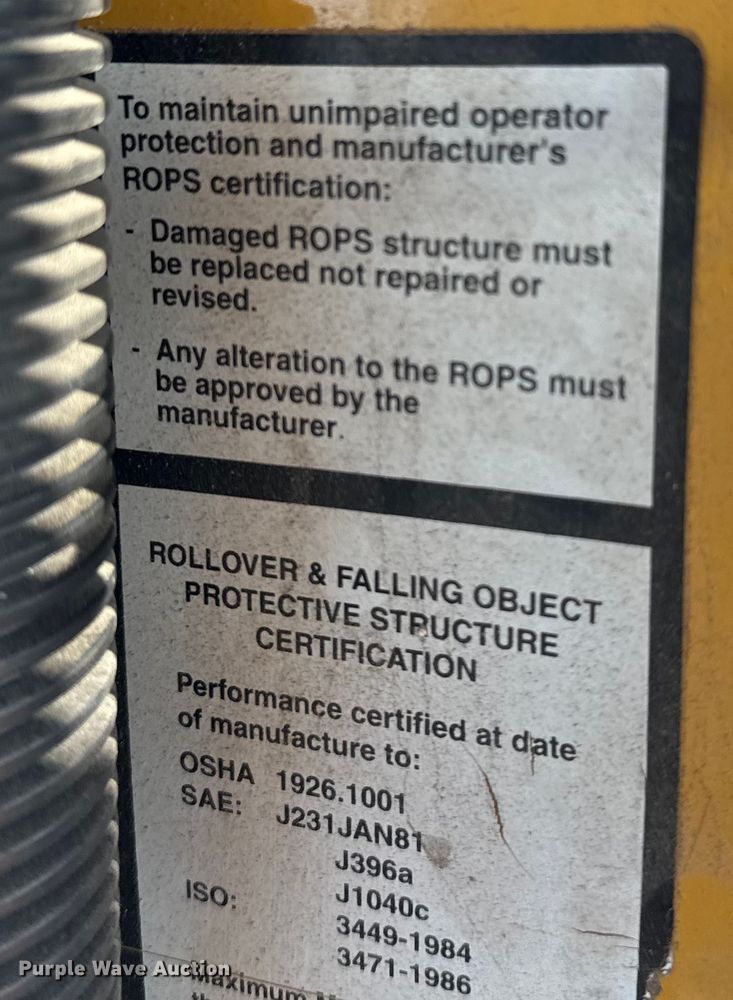 To maintain unimpaired operator
protection and manufacturer's
ROPS certification:
- Damaged ROPS structure must
be replaced not repaired or
revised.
- Any alteration to the ROPS must
be approved by the
manufacturer.
ROLLOVER & FALLING OBJECT
PROTECTIVE STRUCTURE
CERTIFICATION
Performance certified at date
of manufacture to:
OSHA 1926.1001
SAE: J231JAN81
J396a
J1040c
ISO: 3449-1984
3471-1986
Maximum
Purple Wave Auction